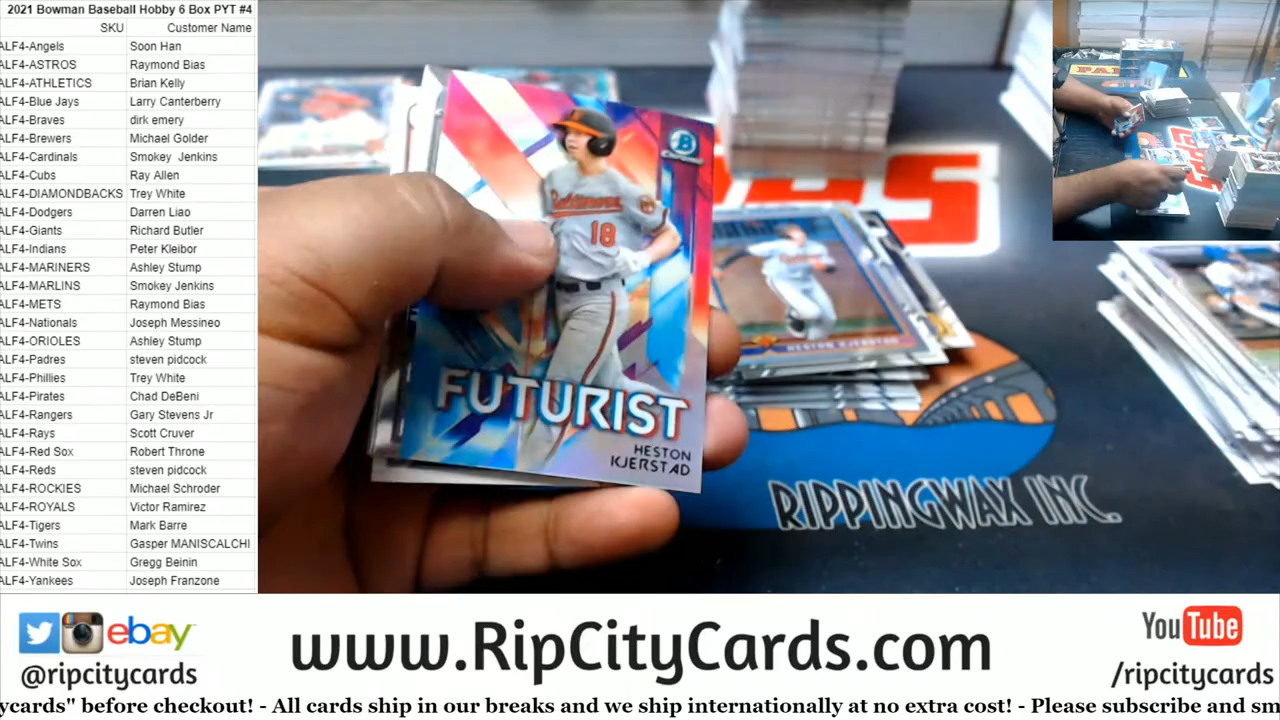 2021 Bowman Baseball Hobby 6 Box PYT #4
SKU Customer Name
ALF4-Angels Soon Han
ALF4-ASTROS Raymond Bias
ALF4-ATHLETICS Brian Kelly
ALF4-Blue Jays Larry Canterberry
ALF4-Braves dirk emery
ALF4-Brewers Michael Golder
ALF4-Cardinals Smokey Jenkins
ALF4-Cubs Ray Allen
ALF4-DIAMONDBACKS Trey White
ALF4-Dodgers Darren Liao
ALF4-Giants Richard Butler
ALF4-Indians Peter Kleibor
ALF4-MARINERS Ashley Stump
ALF4-MARLINS Smokey Jenkins
ALF4-METS Raymond Bias
ALF4-Nationals Joseph Messineo
ALF4-ORIOLES Ashley Stump
ALF4-Padres steven pidcock
ALF4-Phillies Trey White
ALF4-Pirates Chad DeBeni
ALF4-Rangers Gary Stevens Jr
ALF4-Rays Scott Cruver
ALF4-Red Sox Robert Throne
ALF4-Reds steven pidcock
ALF4-ROCKIES Michael Schroder
ALF4-ROYALS Victor Ramirez
ALF4-Tigers Mark Barre
ALF4-Twins Gasper MANISCALCHI
ALF4-White Sox Gregg Beinin
ALF4-Yankees Joseph Franzone
B
Chrome
Baltimore
18
FUTURIST
HESTON
KJERSTAD
HESTON KJERSTAD
RIPPINGWAX INC.
ebay
@ripcitycards
www.RipCityCards.com
YouTube
/ripcitycards
ycards" before checkout! - All cards ship in our breaks and we ship internationally at no extra cost! - Please subscribe and sm